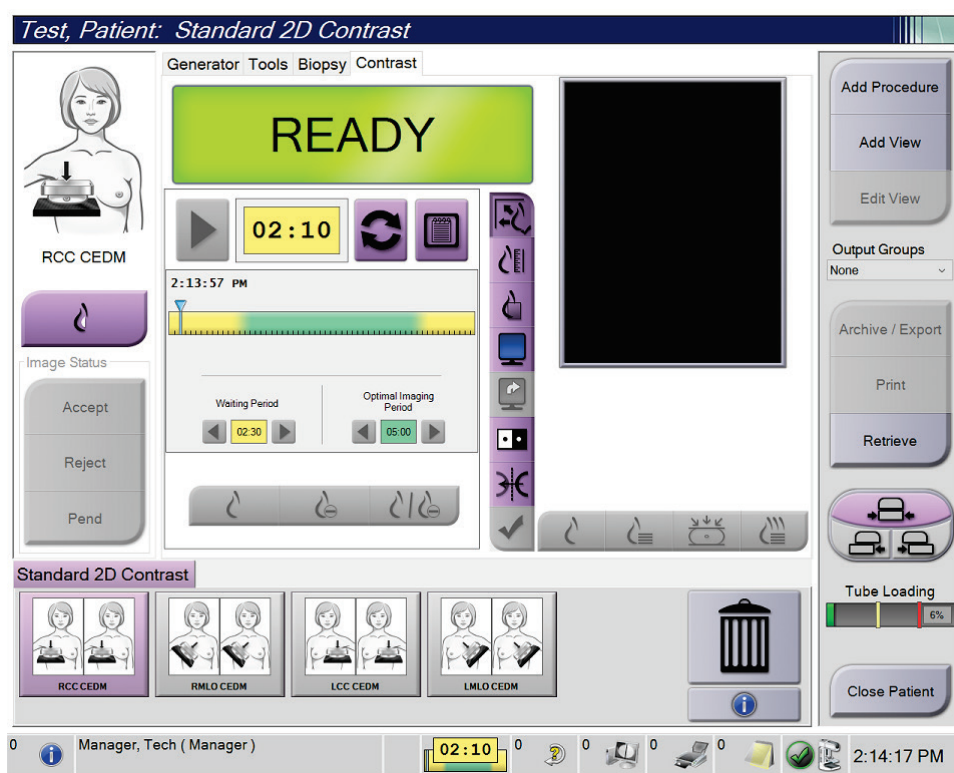 Test, Patient: Standard 2D Contrast
Generator Tools Biopsy Contrast
READY
RCC CEDM
02:10
2:13:57 PM
Waiting Period
02:30
Optimal Imaging
Period
05:00
Image Status
Accept
Reject
Pend
Add Procedure
Add View
Edit View
Output Groups
None
Archive / Export
Print
Retrieve
Tube Loading
6%
Close Patient
Standard 2D Contrast
RCC CEDM
RMLO CEDM
LCC CEDM
LMLO CEDM
0
Manager, Tech ( Manager )
02:10
0
0
0
0
2:14:17 PM